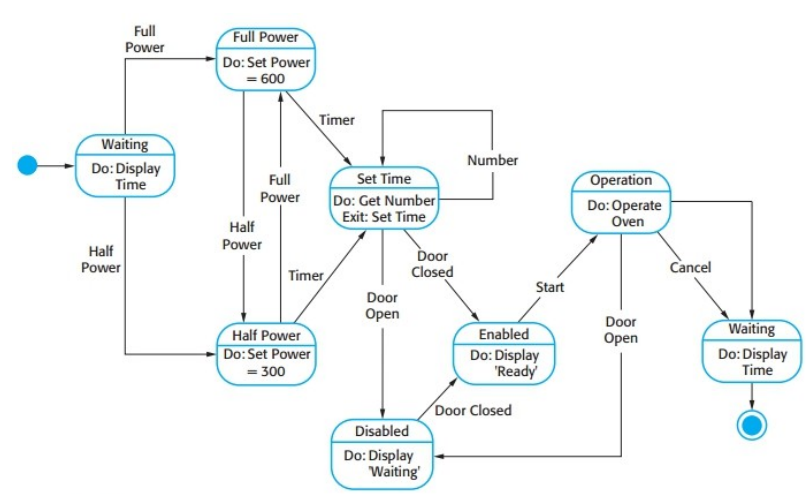 Full
Power
Full Power
Do: Set Power
= 600
Timer
Waiting
Do: Display
Time
Full
Power
Half
Power
Set Time
Do: Get Number
Exit: Set Time
Number
Operation
Do: Operate
Oven
Half
Power
Timer
Door
Closed
Door
Open
Start
Cancel
Door
Open
Half Power
Do: Set Power
= 300
Enabled
Do: Display
'Ready'
Waiting
Do: Display
Time
Door Closed
Disabled
Do: Display
'Waiting'